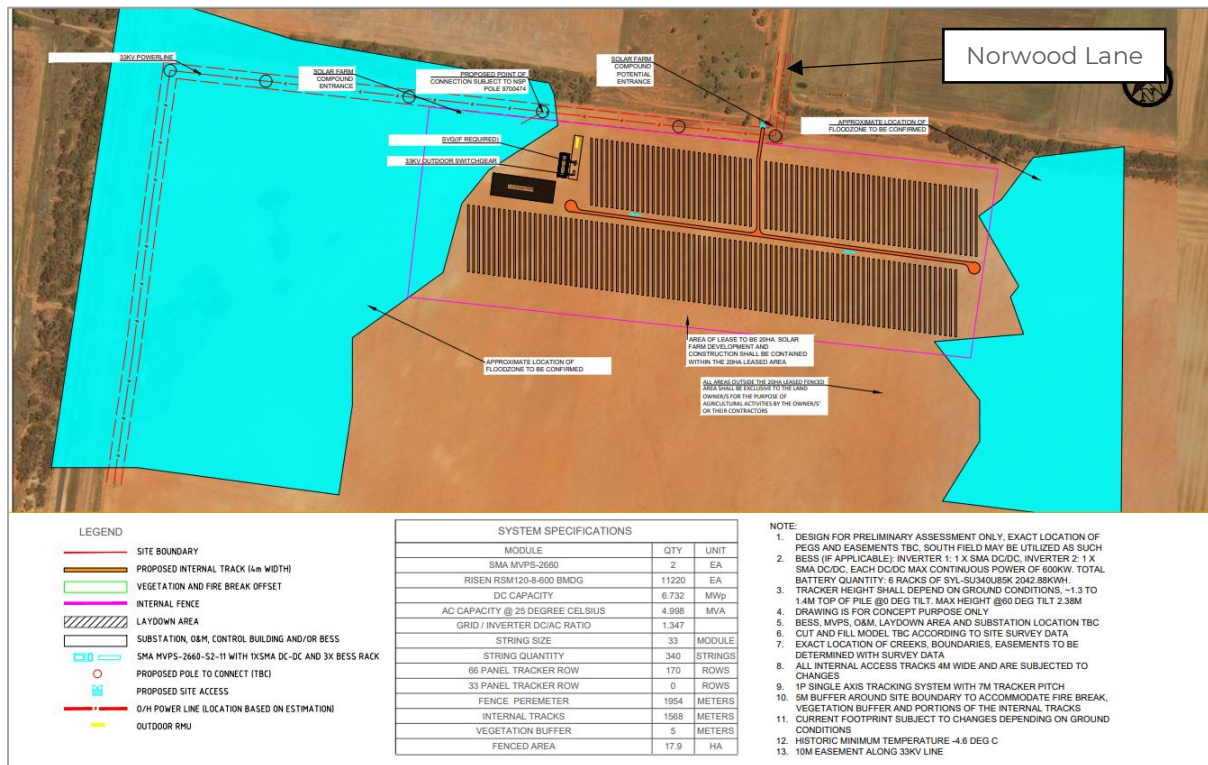 Norwood Lane
33KV POWERLINE
SOLAR FARM
COMPOUND
ENTRANCE
PROPOSED POINT OF
CONNECTION SUBJECT TO NSP
POLE 9700474
SOLAR FARM
COMPOUND
POTENTIAL
ENTRANCE
APPROXIMATE LOCATION OF
FLOODZONE TO BE CONFIRMED
SVG(IF REQUIRED)
33KV OUTDOOR SWITCHGEAR
AREA OF LEASE TO BE 20HA. SOLAR
FARM DEVELOPMENT AND
CONSTRUCTION SHALL BE CONTAINED
WITHIN THE 20HA LEASED AREA
APPROXIMATE LOCATION OF
FLOODZONE TO BE CONFIRMED
ALL AREAS OUTSIDE THE 20HA LEASED FENCED
AREA SHALL BE EXCLUSIVE TO THE LAND
OWNER/S FOR THE PURPOSE OF
AGRICULTURAL ACTIVITIES BY THE OWNER/S'
OR THEIR CONTRACTORS
LEGEND
SITE BOUNDARY
PROPOSED INTERNAL TRACK (4m WIDTH)
VEGETATION AND FIRE BREAK OFFSET
INTERNAL FENCE
LAYDOWN AREA
SUBSTATION, O&M, CONTROL BUILDING AND/OR BESS
SMA MVPS-2660-S2-11 WITH 1XSMA DC-DC AND 3X BESS RACK
PROPOSED POLE TO CONNECT (TBC)
PROPOSED SITE ACCESS
O/H POWER LINE (LOCATION BASED ON ESTIMATION)
OUTDOOR RMU
SYSTEM SPECIFICATIONS
MODULE QTY UNIT
SMA MVPS-2660 2 EA
RISEN RSM120-8-600 BMDG 11220 EA
DC CAPACITY 6.732 MWp
AC CAPACITY @ 25 DEGREE CELSIUS 4.998 MVA
GRID / INVERTER DC/AC RATIO 1.347
STRING SIZE 33 MODULE
STRING QUANTITY 340 STRINGS
66 PANEL TRACKER ROW 170 ROWS
33 PANEL TRACKER ROW 0 ROWS
FENCE PEREMETER 1954 METERS
INTERNAL TRACKS 1568 METERS
VEGETATION BUFFER 5 METERS
FENCED AREA 17.9 HA
NOTE:
1. DESIGN FOR PRELIMINARY ASSESSMENT ONLY, EXACT LOCATION OF
PEGS AND EASEMENTS TBC, SOUTH FIELD MAY BE UTILIZED AS SUCH
2. BESS (IF APPLICABLE): INVERTER 1: 1 X SMA DC/DC, INVERTER 2: 1 X
SMA DC/DC, EACH DC/DC MAX CONTINUOUS POWER OF 600KW. TOTAL
BATTERY QUANTITY: 6 RACKS OF SYL-SU340U85K 2042.88KWH.
3. TRACKER HEIGHT SHALL DEPEND ON GROUND CONDITIONS, ~1.3 TO
1.4M TOP OF PILE @0 DEG TILT. MAX HEIGHT @60 DEG TILT 2.38M
4. DRAWING IS FOR CONCEPT PURPOSE ONLY
5. BESS, MVPS, O&M, LAYDOWN AREA AND SUBSTATION LOCATION TBC
6. CUT AND FILL MODEL TBC ACCORDING TO SITE SURVEY DATA
7. EXACT LOCATION OF CREEKS, BOUNDARIES, EASEMENTS TO BE
DETERMINED WITH SURVEY DATA
8. ALL INTERNAL ACCESS TRACKS 4M WIDE AND ARE SUBJECTED TO
CHANGES
9. 1P SINGLE AXIS TRACKING SYSTEM WITH 7M TRACKER PITCH
10. 5M BUFFER AROUND SITE BOUNDARY TO ACCOMMODATE FIRE BREAK,
VEGETATION BUFFER AND PORTIONS OF THE INTERNAL TRACKS
11. CURRENT FOOTPRINT SUBJECT TO CHANGES DEPENDING ON GROUND
CONDITIONS
12. HISTORIC MINIMUM TEMPERATURE -4.6 DEG C
13. 10M EASEMENT ALONG 33KV LINE